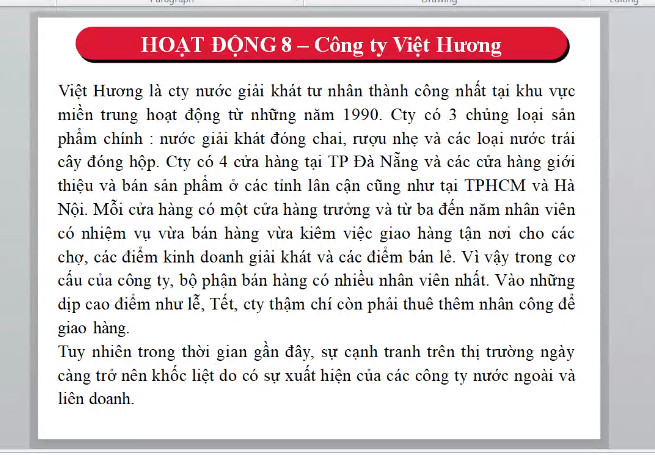 HOẠT ĐỘNG 8 – Công ty Việt Hương
Việt Hương là cty nước giải khát tư nhân thành công nhất tại khu vực
miền trung hoạt động từ những năm 1990. Cty có 3 chủng loại sản
phẩm chính : nước giải khát đóng chai, rượu nhẹ và các loại nước trái
cây đóng hộp. Cty có 4 cửa hàng tại TP Đà Nẵng và các cửa hàng giới
thiệu và bán sản phẩm ở các tỉnh lân cận cũng như tại TPHCM và Hà
Nội. Mỗi cửa hàng có một cửa hàng trưởng và từ ba đến năm nhân viên
có nhiệm vụ vừa bán hàng vừa kiêm việc giao hàng tận nơi cho các
chợ, các điểm kinh doanh giải khát và các điểm bán lẻ. Vì vậy trong cơ
cấu của công ty, bộ phận bán hàng có nhiều nhân viên nhất. Vào những
dịp cao điểm như lễ, Tết, cty thậm chí còn phải thuê thêm nhân công để
giao hàng.
Tuy nhiên trong thời gian gần đây, sự cạnh tranh trên thị trường ngày
càng trở nên khốc liệt do có sự xuất hiện của các công ty nước ngoài và
liên doanh.